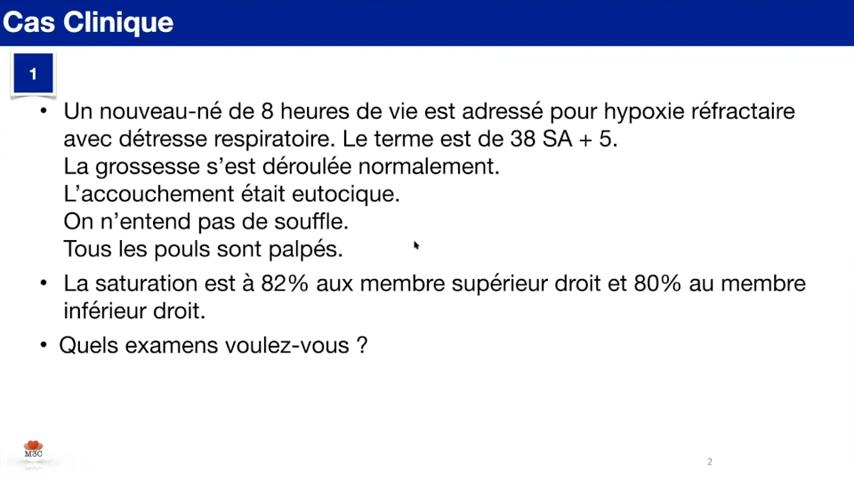 Cas Clinique
1
• Un nouveau-né de 8 heures de vie est adressé pour hypoxie réfractaire
avec détresse respiratoire. Le terme est de 38 SA + 5.
La grossesse s’est déroulée normalement.
L’accouchement était eutocique.
On n’entend pas de souffle.
Tous les pouls sont palpés.
• La saturation est à 82% aux membre supérieur droit et 80% au membre
inférieur droit.
• Quels examens voulez-vous ?
M3C
2